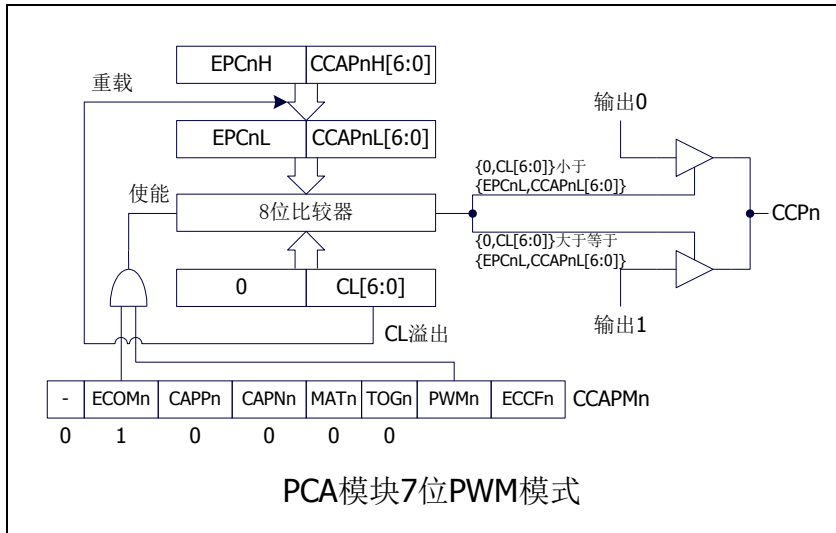 EPCnH CCAPnH[6:0]
重载
EPCnL CCAPnL[6:0]
使能
8位比较器
0 CL[6:0]
CL溢出
输出0
{0,CL[6:0]}小于
{EPCnL,CCAPnL[6:0]}
CCPn
{0,CL[6:0]}大于等于
{EPCnL,CCAPnL[6:0]}
输出1
- ECOMn CAPPn CAPNn MATn TOGn PWMn ECCFn CCAPMn
0 1 0 0 0 0
PCA模块7位PWM模式